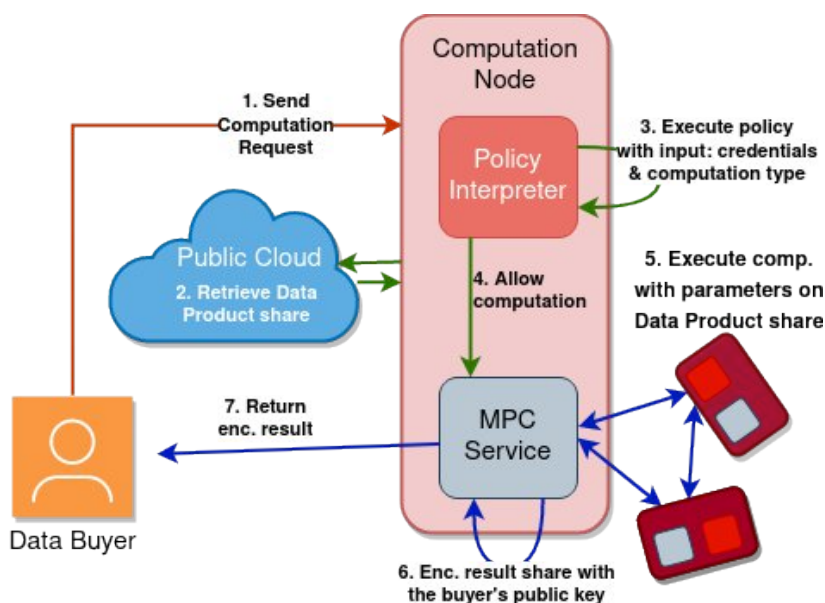 Computation
Node
1. Send
Computation
Request
Policy
Interpreter
3. Execute policy
with input: credentials
& computation type
Public Cloud
2. Retrieve Data
Product share
4. Allow
computation
5. Execute comp.
with parameters on
Data Product share
7. Return
enc. result
MPC
Service
Data Buyer
6. Enc. result share with
the buyer's public key